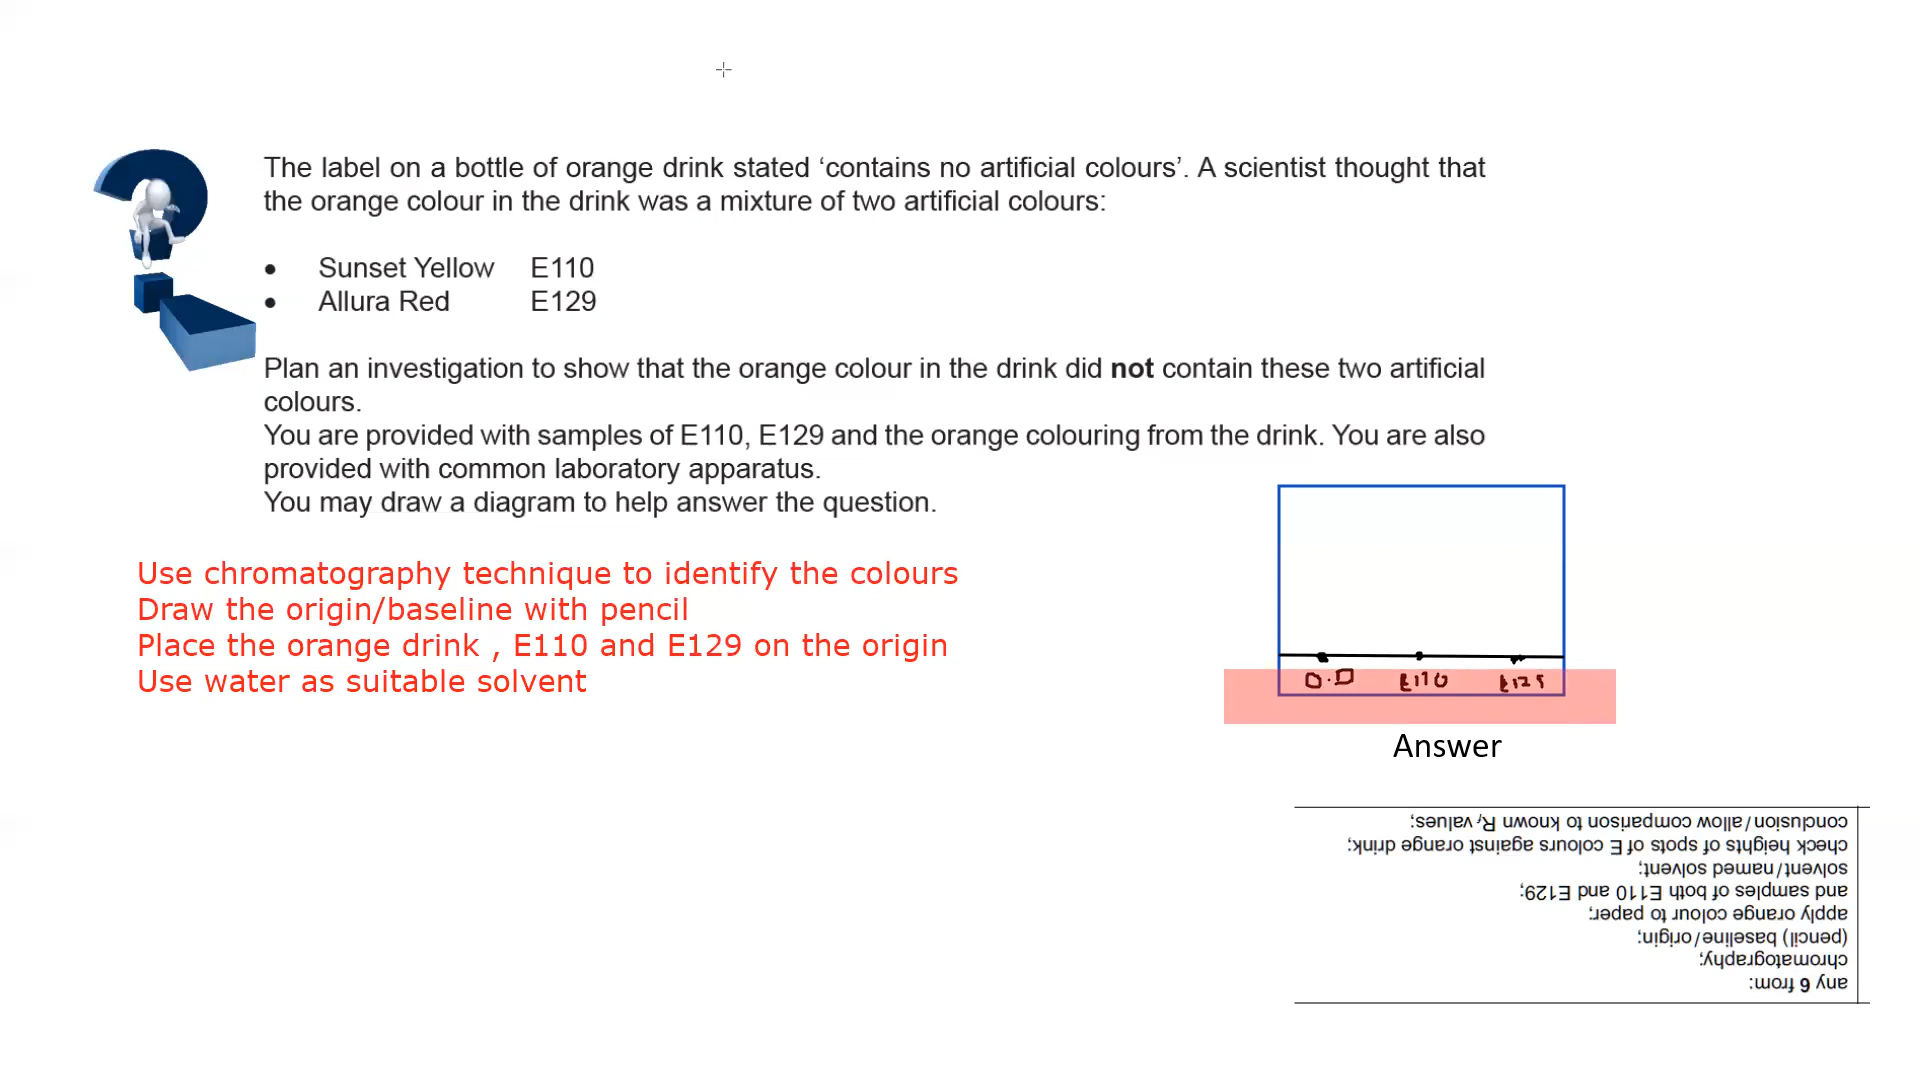 The label on a bottle of orange drink stated ‘contains no artificial colours’. A scientist thought that
the orange colour in the drink was a mixture of two artificial colours:
• Sunset Yellow E110
• Allura Red E129
Plan an investigation to show that the orange colour in the drink did not contain these two artificial
colours.
You are provided with samples of E110, E129 and the orange colouring from the drink. You are also
provided with common laboratory apparatus.
You may draw a diagram to help answer the question.
Use chromatography technique to identify the colours
Draw the origin/baseline with pencil
Place the orange drink , E110 and E129 on the origin
Use water as suitable solvent
O.D E110 E129
Answer
any 6 from:
chromatography;
(pencil) baseline/origin;
apply orange colour to paper;
and samples of both E110 and E129;
solvent/named solvent;
check heights of spots of E colours against orange drink;
conclusion/allow comparison to known Rf values;